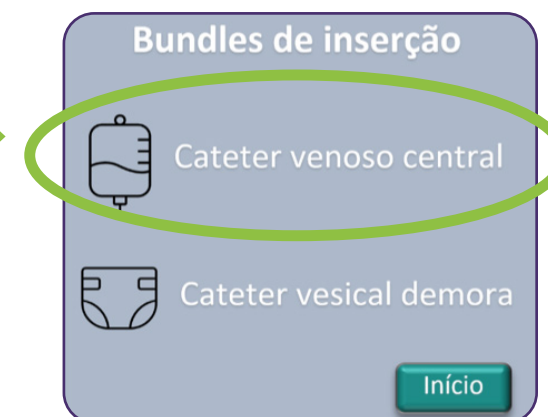 Bundles de inserção
Cateter venoso central
Cateter vesical demora
Início